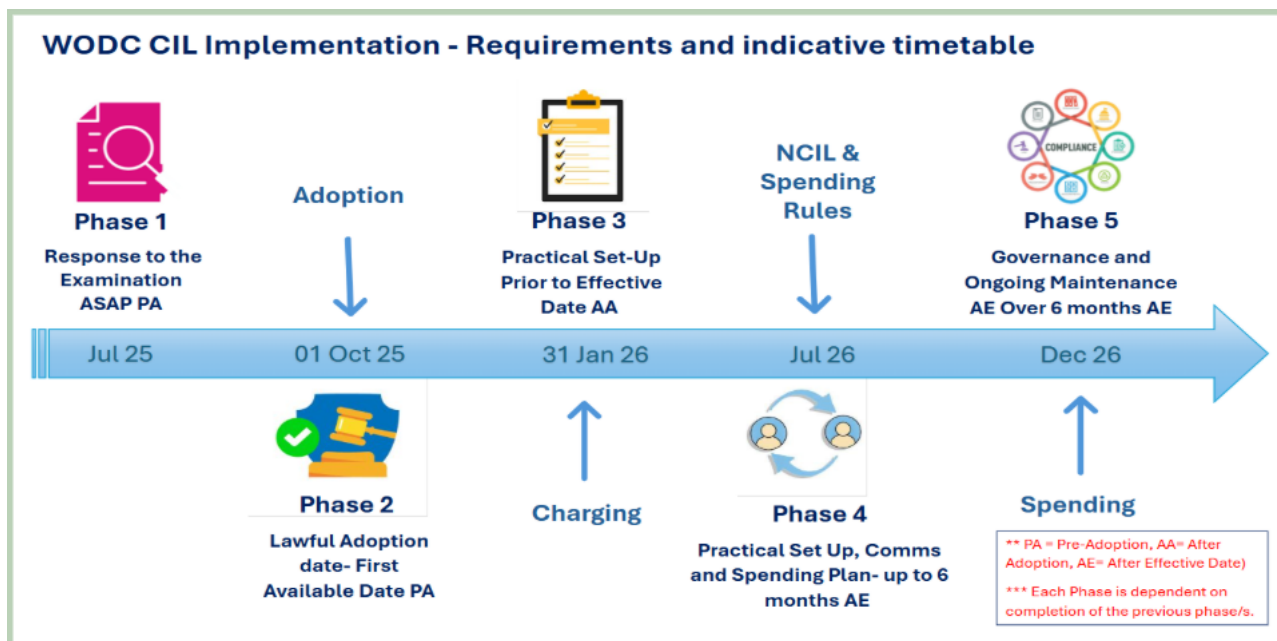 WODC CIL Implementation - Requirements and indicative timetable
Phase 1
Response to the
Examination
ASAP PA
Adoption
Phase 3
Practical Set-Up
Prior to Effective
Date AA
NCIL &
Spending
Rules
COMPLIANCE
Phase 5
Governance and
Ongoing Maintenance
AE Over 6 months AE
Jul 25
01 Oct 25
31 Jan 26
Jul 26
Dec 26
Phase 2
Lawful Adoption
date- First
Available Date PA
Charging
Phase 4
Practical Set Up, Comms
and Spending Plan- up to 6
months AE
Spending
** PA = Pre-Adoption, AA= After
Adoption, AE= After Effective Date)
*** Each Phase is dependent on
completion of the previous phase/s.